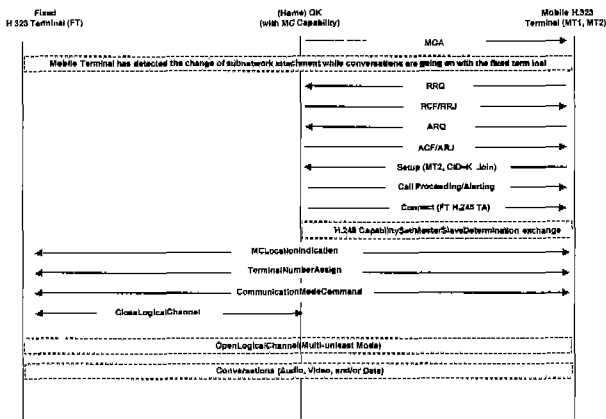 Fixed
H.323 Terminal (FT)
(Home) GK
(with MC Capability)
Mobile H.323
Terminal (MT1, MT2)
MGA
Mobile Terminal has detected the change of subnetwork attachment while conversations are going on with the fixed terminal
RRQ
RCF/RRJ
ARQ
ACF/ARJ
Setup (MT2, CID=K, Join)
Call Proceeding/Alerting
Connect (FT H.245 TA)
H.245 CapabilitySet/MasterSlaveDetermination exchange
MCLocationIndication
TerminalNumberAssign
CommunicationModeCommand
CloseLogicalChannel
OpenLogicalChannel(Multi-unicast Mode)
Conversations (Audio, Video, and/or Data)